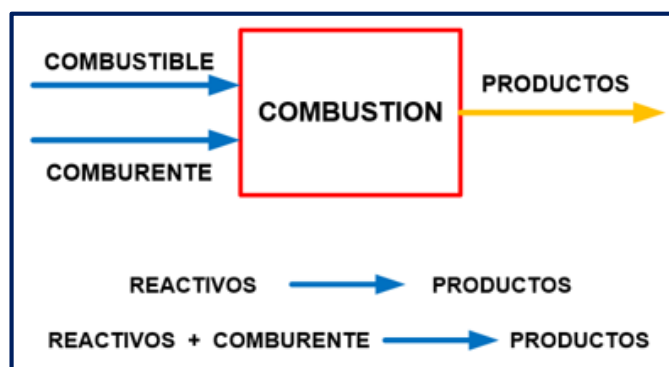 COMBUSTIBLE
COMBURENTE
COMBUSTION
PRODUCTOS
REACTIVOS PRODUCTOS
REACTIVOS + COMBURENTE PRODUCTOS